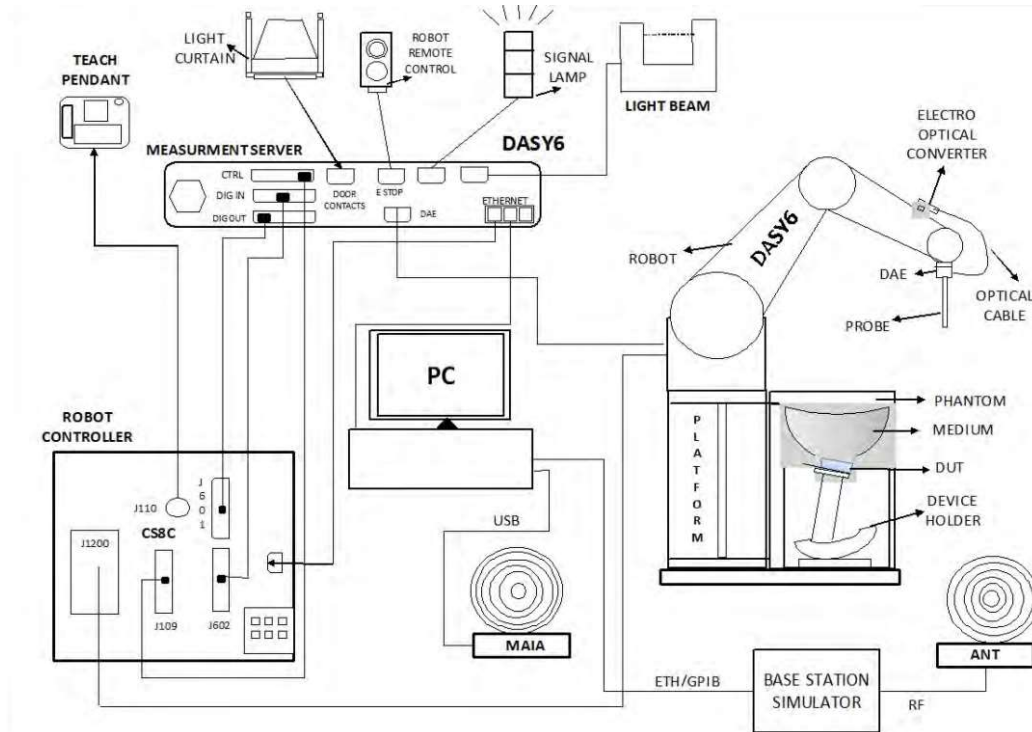 LIGHT
CURTAIN
ROBOT
REMOTE
CONTROL
SIGNAL
LAMP
LIGHT BEAM
TEACH
PENDANT
ELECTRO
OPTICAL
CONVERTER
MEASURMENT SERVER
DASY6
CTRL
DIG IN
DIG OUT
DOOR
CONTACTS
E STOP
DAE
ETHERNET
ROBOT
DASY6
DAE
PROBE
OPTICAL
CABLE
PC
PHANTOM
MEDIUM
DUT
DEVICE
HOLDER
PLATFORM
ROBOT
CONTROLLER
J110
J601
CS8C
J1200
J109
J602
USB
MAIA
ETH/GPIB
BASE STATION
SIMULATOR
RF
ANT